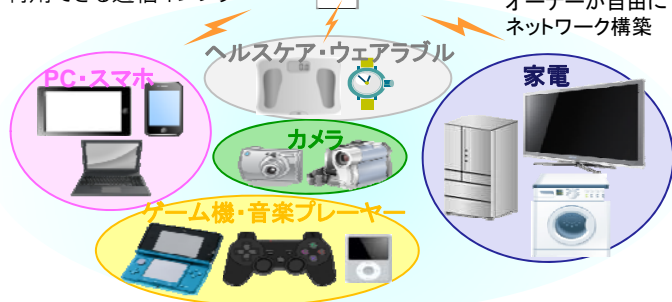 オーナーが自由に
ネットワーク構築
ヘルスケア・ウェアラブル
PC・スマホ
家電
カメラ
ゲーム機・音楽プレーヤー